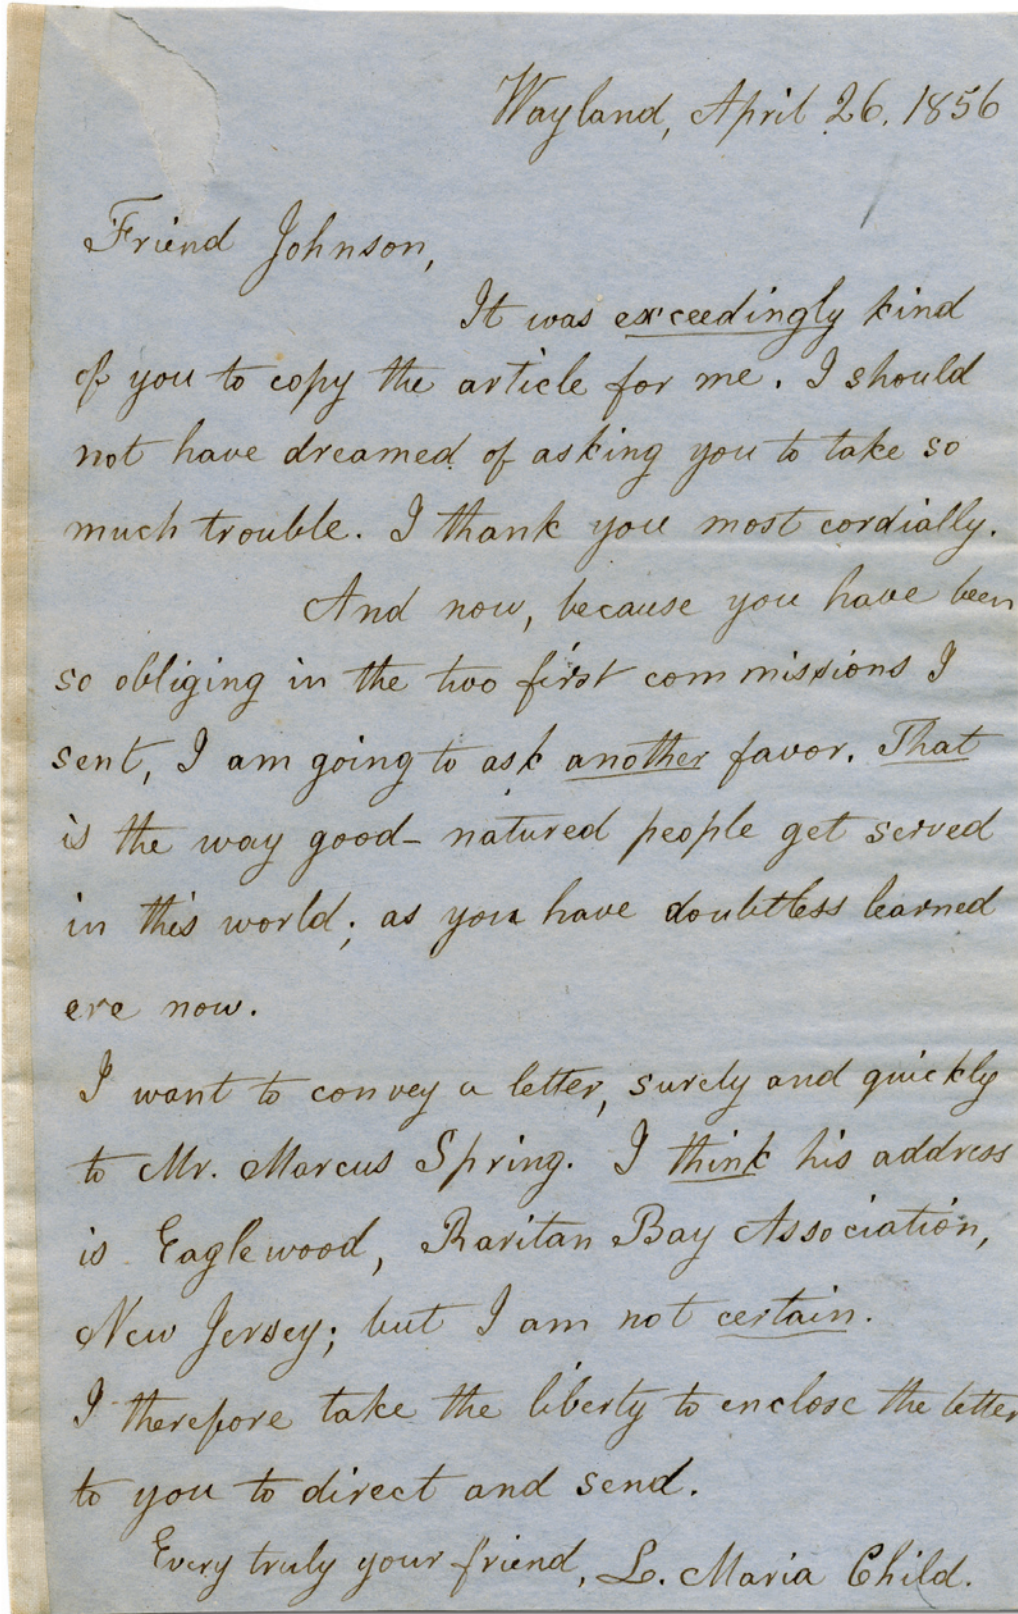 Wayland, April 26. 1856
Friend Johnson,
It was exceedingly kind
of you to copy the article for me. I should
not have dreamed of asking you to take so
much trouble. I thank you most cordially.
And now, because you have been
so obliging in the two first commissions I
sent, I am going to ask another favor. That
is the way good-natured people get served
in this world; as you have doubtless learned
ere now.
I want to convey a letter, surely and quickly
to Mr. Marcus Spring. I think his address
is Eaglewood, Raritan Bay Association,
New Jersey; but I am not certain.
I therefore take the liberty to enclose the letter
to you to direct and send.
Every truly your friend, L. Maria Child.